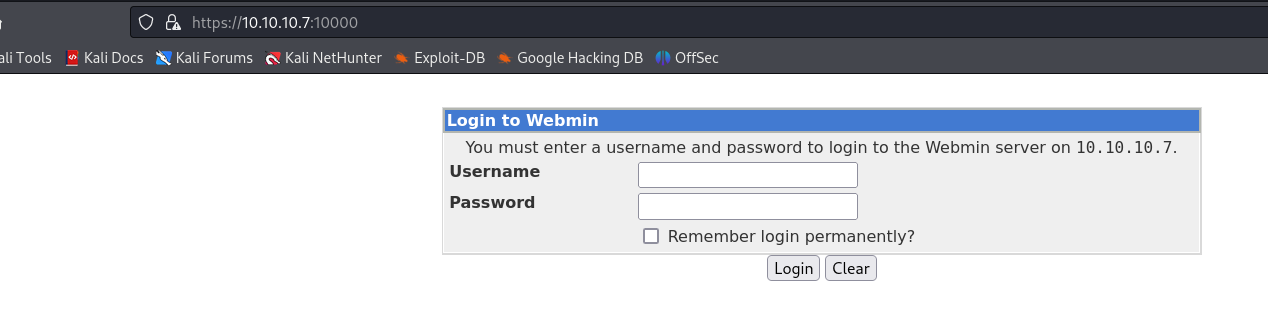 https://10.10.10.7:10000
ali Tools Kali Docs Kali Forums Kali NetHunter Exploit-DB Google Hacking DB OffSec
Login to Webmin
You must enter a username and password to login to the Webmin server on 10.10.10.7.
Username
Password
Remember login permanently?
Login Clear